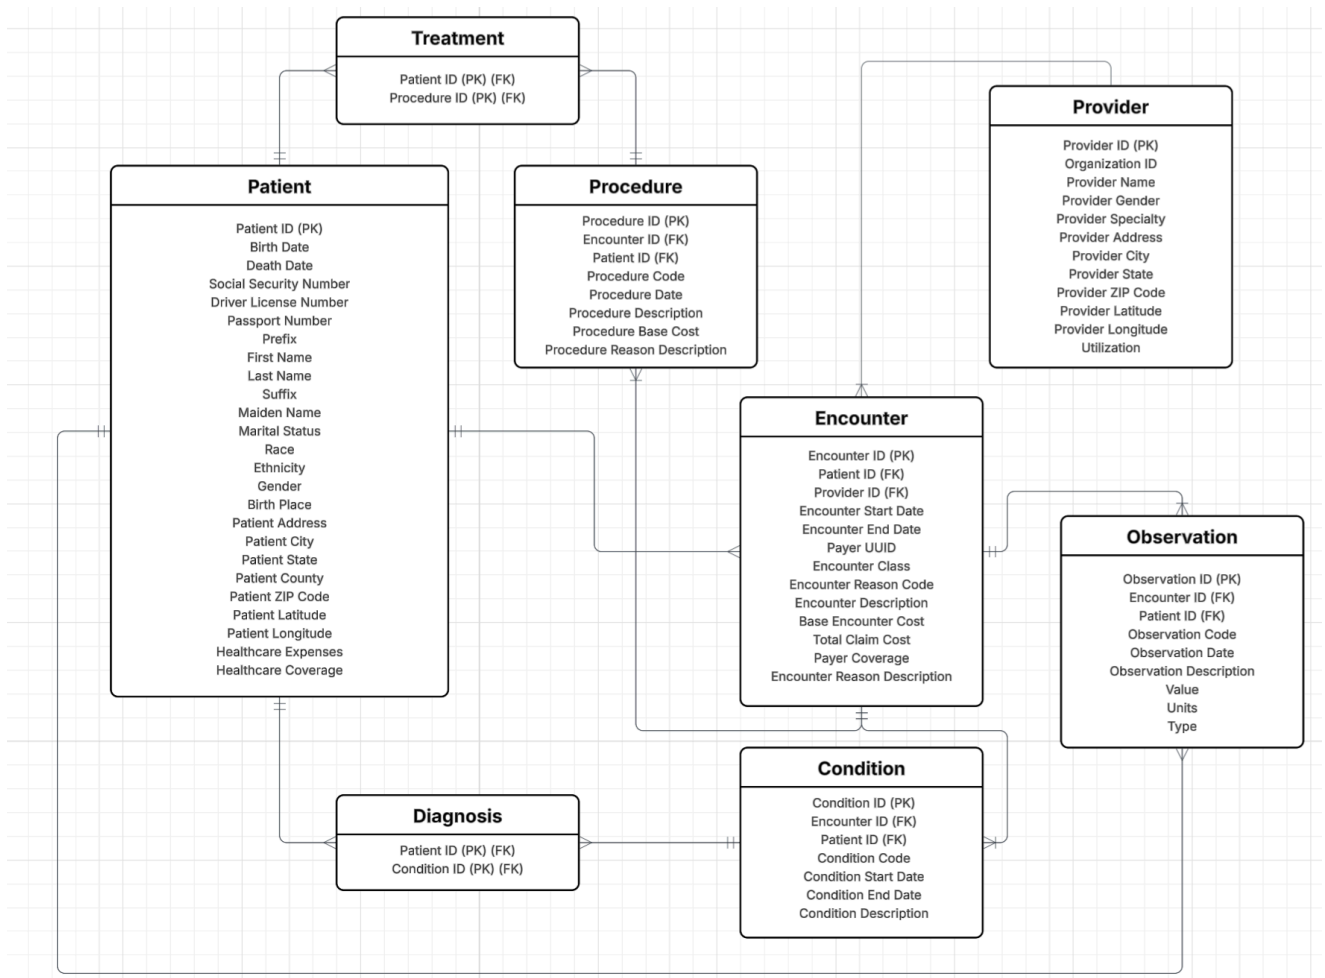 Treatment
Patient ID (PK) (FK)
Procedure ID (PK) (FK)
Provider
Provider ID (PK)
Organization ID
Provider Name
Provider Gender
Provider Specialty
Provider Address
Provider City
Provider State
Provider ZIP Code
Provider Latitude
Provider Longitude
Utilization
Patient
Patient ID (PK)
Birth Date
Death Date
Social Security Number
Driver License Number
Passport Number
Prefix
First Name
Last Name
Suffix
Maiden Name
Marital Status
Race
Ethnicity
Gender
Birth Place
Patient Address
Patient City
Patient State
Patient County
Patient ZIP Code
Patient Latitude
Patient Longitude
Healthcare Expenses
Healthcare Coverage
Procedure
Procedure ID (PK)
Encounter ID (FK)
Patient ID (FK)
Procedure Code
Procedure Date
Procedure Description
Procedure Base Cost
Procedure Reason Description
Encounter
Encounter ID (PK)
Patient ID (FK)
Provider ID (FK)
Encounter Start Date
Encounter End Date
Payer UUID
Encounter Class
Encounter Reason Code
Encounter Description
Base Encounter Cost
Total Claim Cost
Payer Coverage
Encounter Reason Description
Observation
Observation ID (PK)
Encounter ID (FK)
Patient ID (FK)
Observation Code
Observation Date
Observation Description
Value
Units
Type
Diagnosis
Patient ID (PK) (FK)
Condition ID (PK) (FK)
Condition
Condition ID (PK)
Encounter ID (FK)
Patient ID (FK)
Condition Code
Condition Start Date
Condition End Date
Condition Description